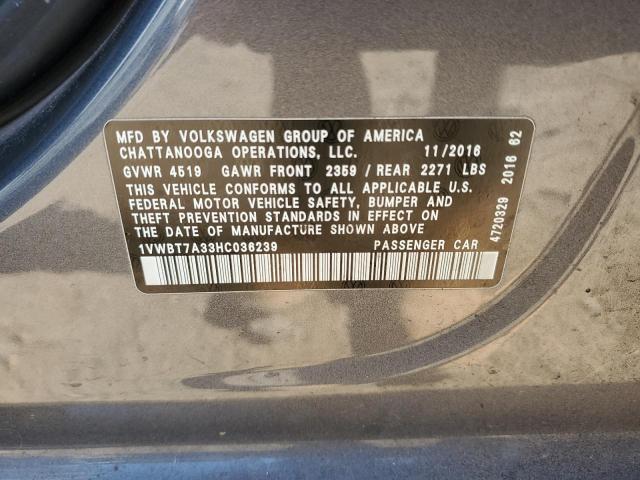 MFD BY VOLKSWAGEN GROUP OF AMERICA
CHATTANOOGA OPERATIONS, LLC. 11/2016
GVWR 4519 GAWR FRONT 2359 / REAR 2271 LBS
THIS VEHICLE CONFORMS TO ALL APPLICABLE U.S.
FEDERAL MOTOR VEHICLE SAFETY, BUMPER AND
THEFT PREVENTION STANDARDS IN EFFECT ON
THE DATE OF MANUFACTURE SHOWN ABOVE
1VWBT7A33HC036239 PASSENGER CAR
4720329 2016 62